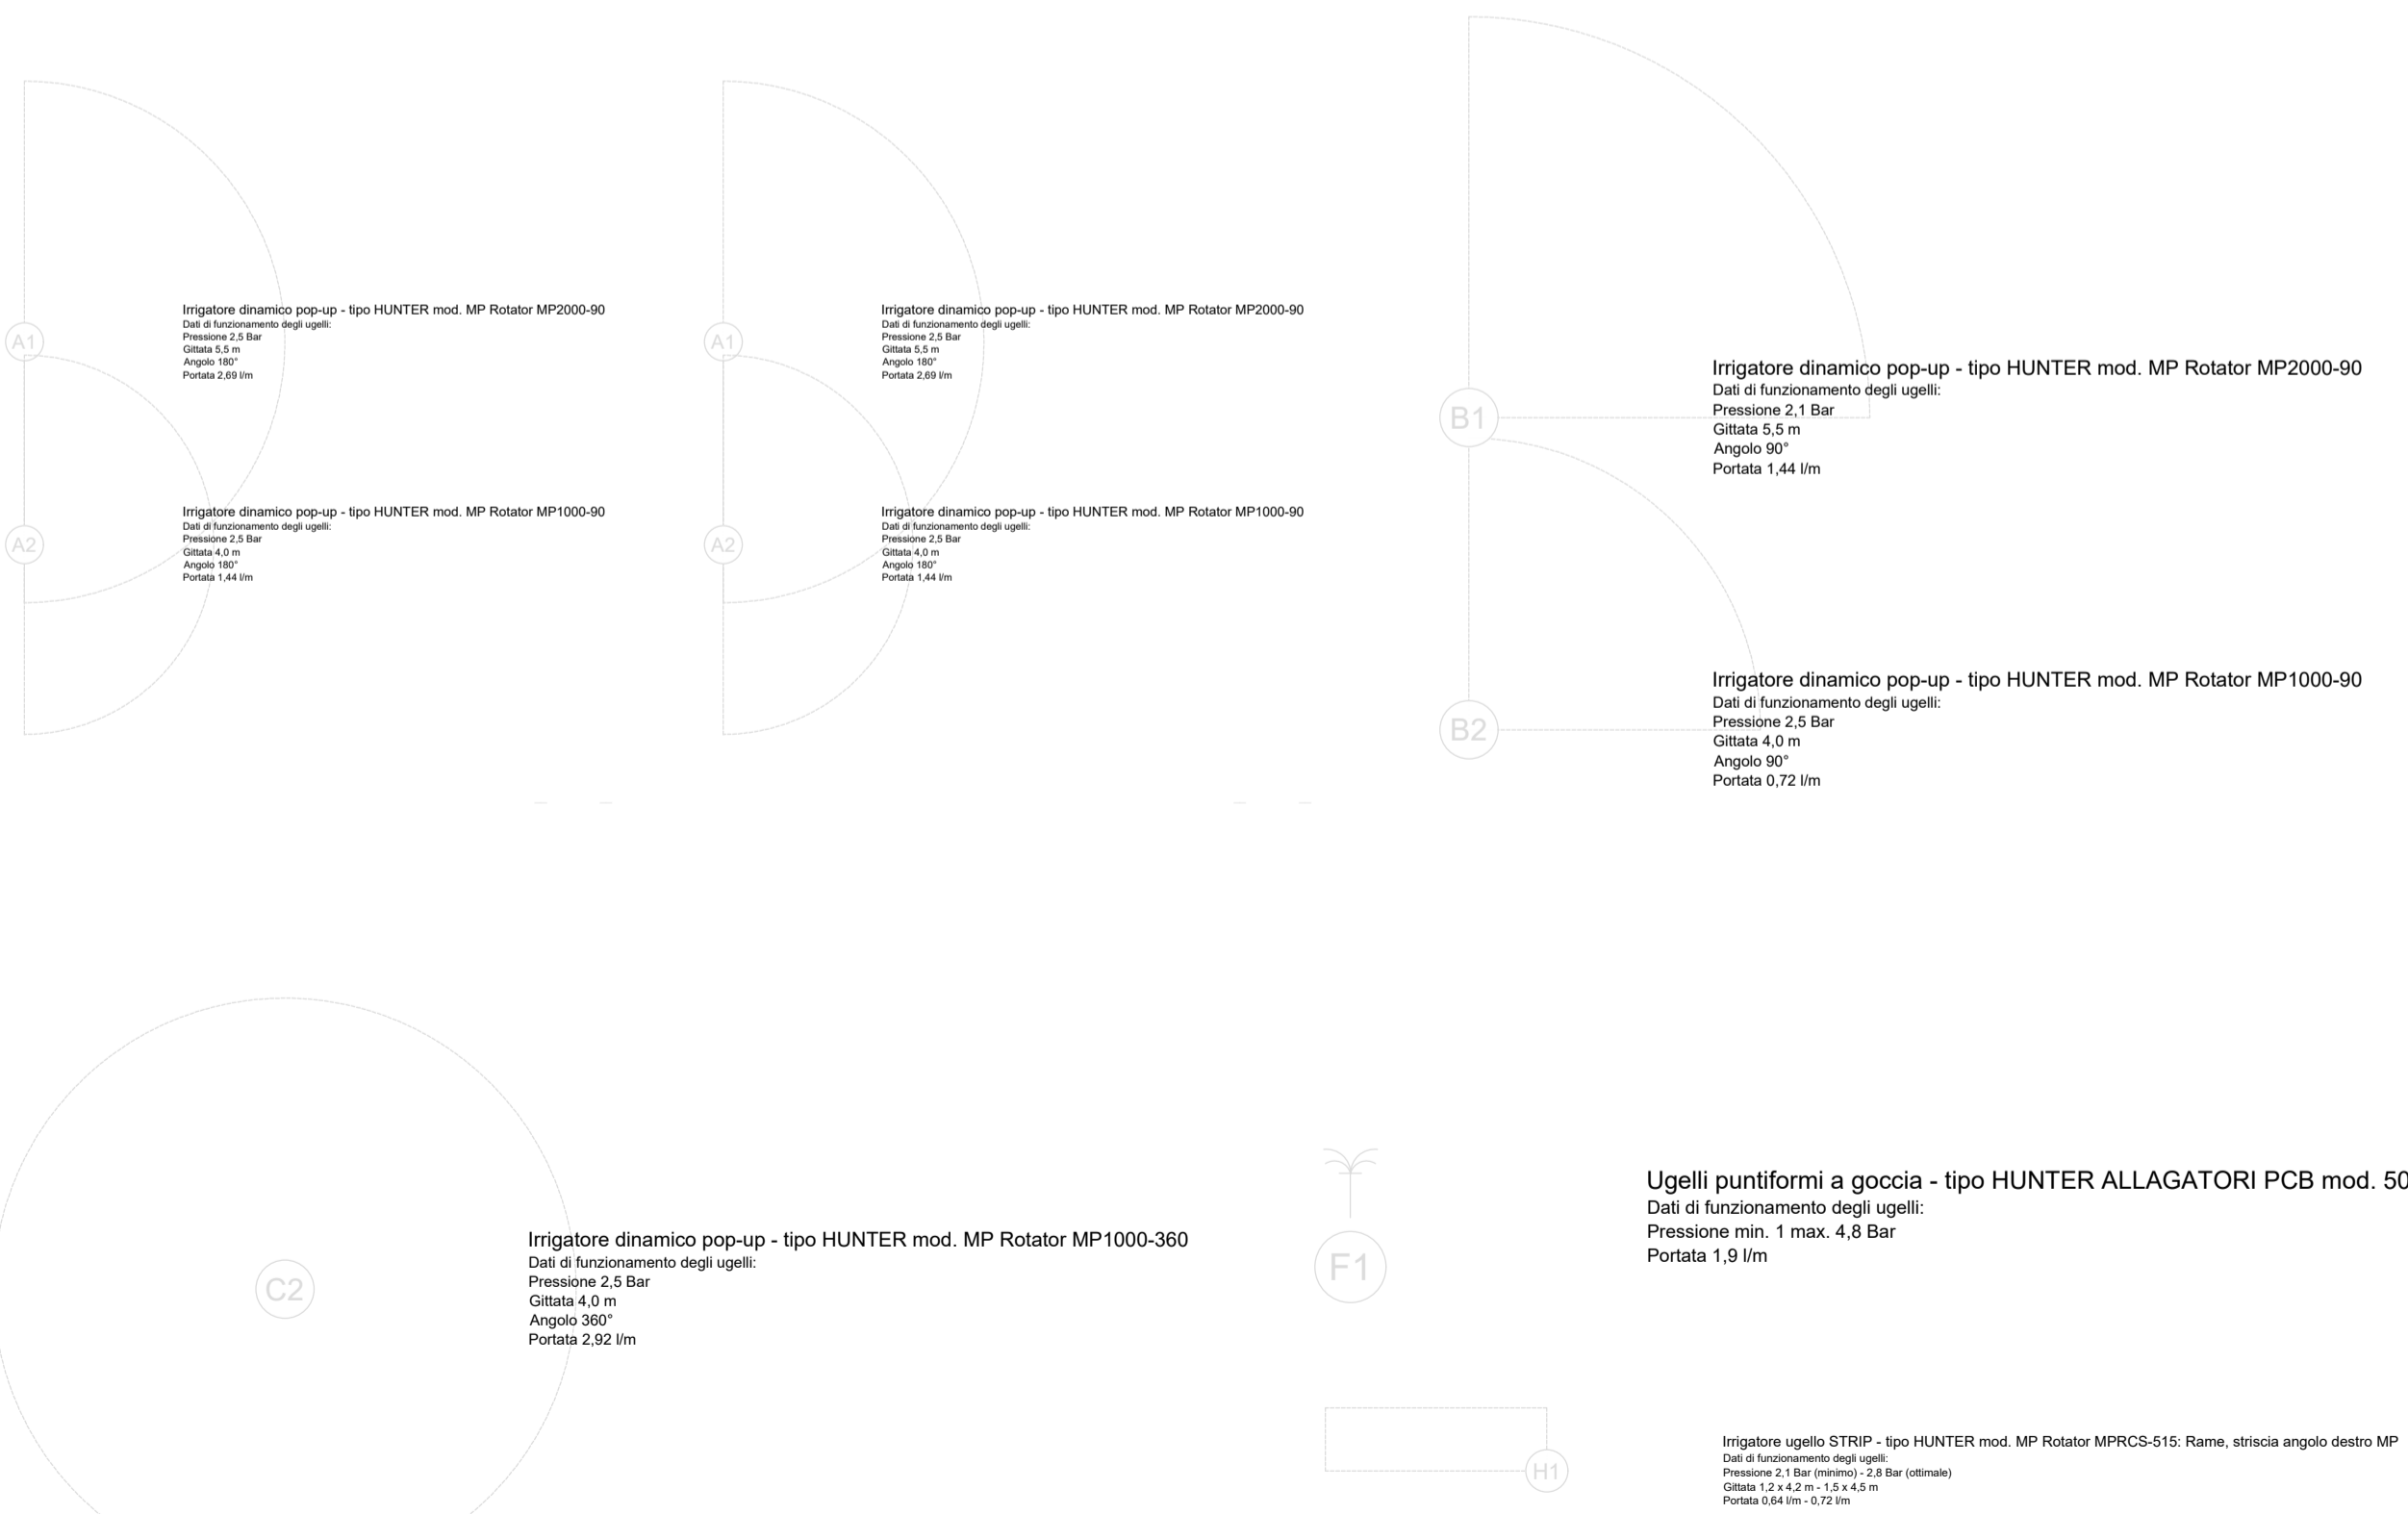 A1
Irrigatore dinamico pop-up - tipo HUNTER mod. MP Rotator MP2000-90
Dati di funzionamento degli ugelli:
Pressione 2,5 Bar
Gittata 5,5 m
Angolo 180°
Portata 2,69 l/m
A2
Irrigatore dinamico pop-up - tipo HUNTER mod. MP Rotator MP1000-90
Dati di funzionamento degli ugelli:
Pressione 2,5 Bar
Gittata 4,0 m
Angolo 180°
Portata 1,44 l/m
A1
Irrigatore dinamico pop-up - tipo HUNTER mod. MP Rotator MP2000-90
Dati di funzionamento degli ugelli:
Pressione 2,5 Bar
Gittata 5,5 m
Angolo 180°
Portata 2,69 l/m
A2
Irrigatore dinamico pop-up - tipo HUNTER mod. MP Rotator MP1000-90
Dati di funzionamento degli ugelli:
Pressione 2,5 Bar
Gittata 4,0 m
Angolo 180°
Portata 1,44 l/m
B1
Irrigatore dinamico pop-up - tipo HUNTER mod. MP Rotator MP2000-90
Dati di funzionamento degli ugelli:
Pressione 2,1 Bar
Gittata 5,5 m
Angolo 90°
Portata 1,44 l/m
B2
Irrigatore dinamico pop-up - tipo HUNTER mod. MP Rotator MP1000-90
Dati di funzionamento degli ugelli:
Pressione 2,5 Bar
Gittata 4,0 m
Angolo 90°
Portata 0,72 l/m
C2
Irrigatore dinamico pop-up - tipo HUNTER mod. MP Rotator MP1000-360
Dati di funzionamento degli ugelli:
Pressione 2,5 Bar
Gittata 4,0 m
Angolo 360°
Portata 2,92 l/m
F1
Ugelli puntiformi a goccia - tipo HUNTER ALLAGATORI PCB mod. 50
Dati di funzionamento degli ugelli:
Pressione min. 1 max. 4,8 Bar
Portata 1,9 l/m
H1
Irrigatore ugello STRIP - tipo HUNTER mod. MP Rotator MPRCS-515: Rame, striscia angolo destro MP
Dati di funzionamento degli ugelli:
Pressione 2,1 Bar (minimo) - 2,8 Bar (ottimale)
Gittata 1,2 x 4,2 m - 1,5 x 4,5 m
Portata 0,64 l/m - 0,72 l/m